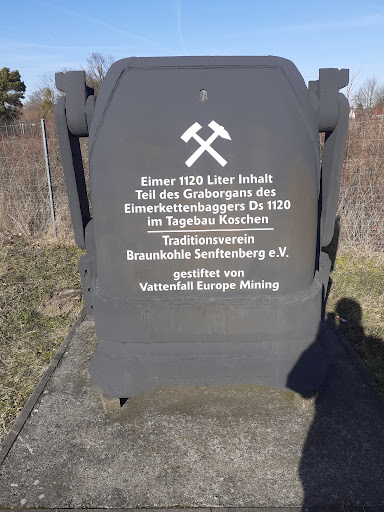 Eimer 1120 Liter Inhalt
Teil des Graborgans des
Eimerkettenbaggers Ds 1120
im Tagebau Koschen
Traditionsverein
Braunkohle Senftenberg e.V.
gestiftet von
Vattenfall Europe Mining